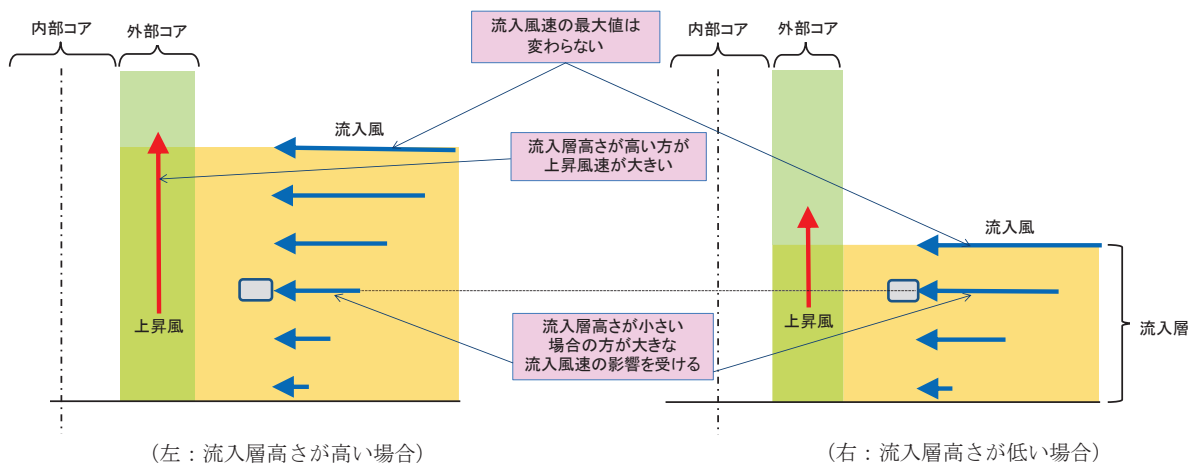 内部コア
外部コア
流入風
上昇風
流入風速の最大値は
変わらない
流入層高さが高い方が
上昇風速が大きい
流入層高さが小さい
場合の方が大きな
流入風速の影響を受ける
内部コア
外部コア
流入風
上昇風
流入層
(左：流入層高さが高い場合)
(右：流入層高さが低い場合)